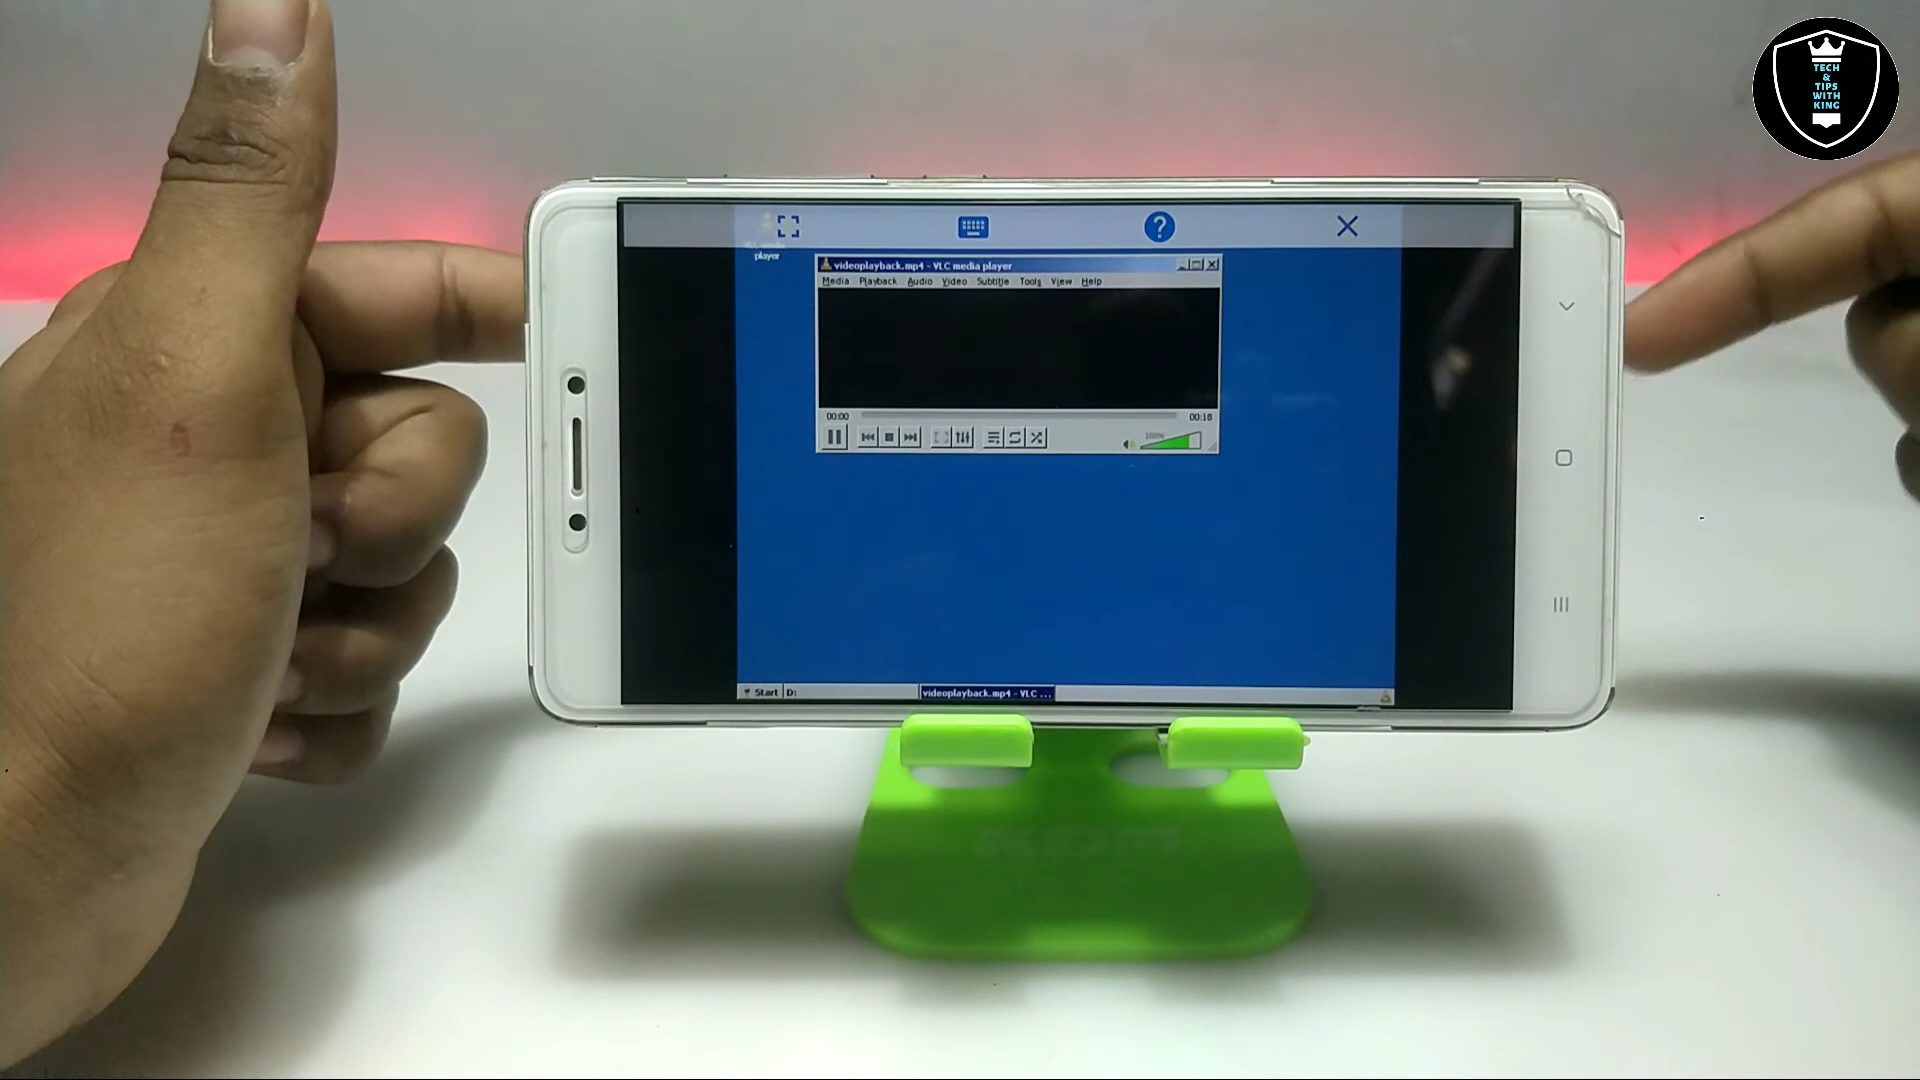 TECH
&
TIPS
WITH
KING
player
videoplayback.mp4 - VLC media player
Media Playback Audio Video Subtitle Tools View Help
00:00 00:18
100%
Start D: videoplayback.mp4 - VLC ...